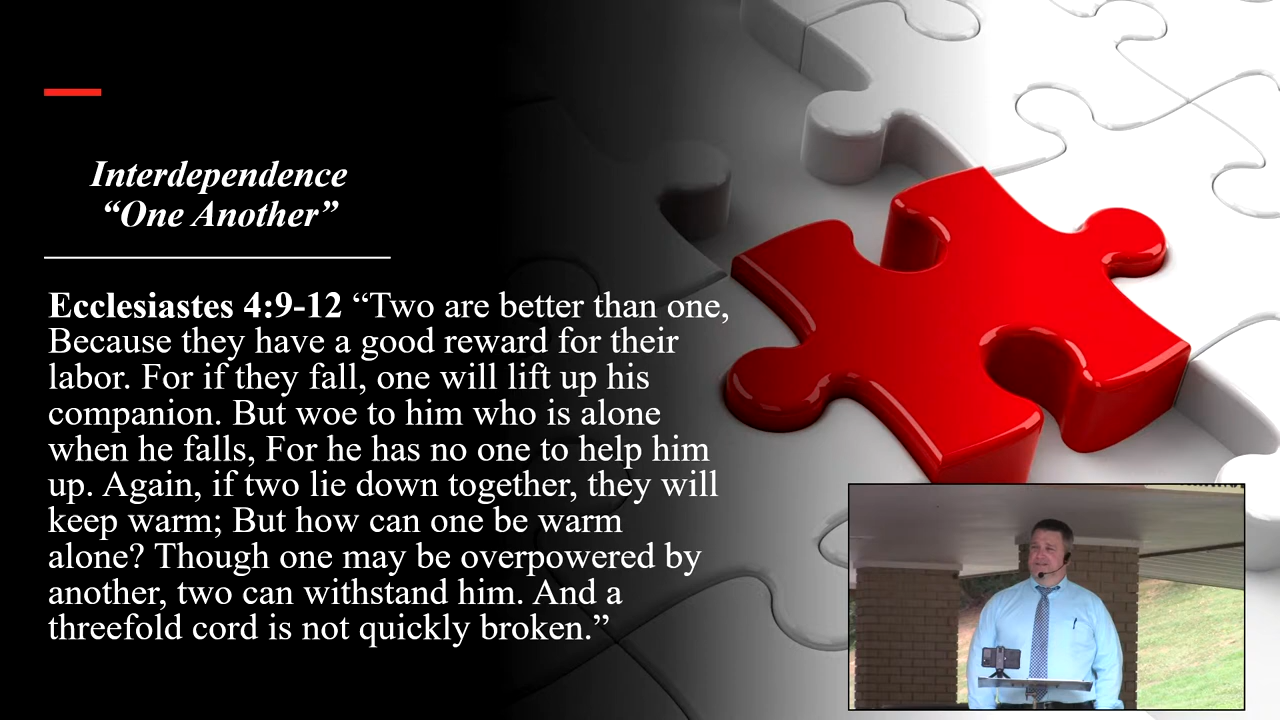 Interdependence
“One Another”
Ecclesiastes 4:9-12 “Two are better than one,
Because they have a good reward for their
labor. For if they fall, one will lift up his
companion. But woe to him who is alone
when he falls, For he has no one to help him
up. Again, if two lie down together, they will
keep warm; But how can one be warm
alone? Though one may be overpowered by
another, two can withstand him. And a
threefold cord is not quickly broken.”